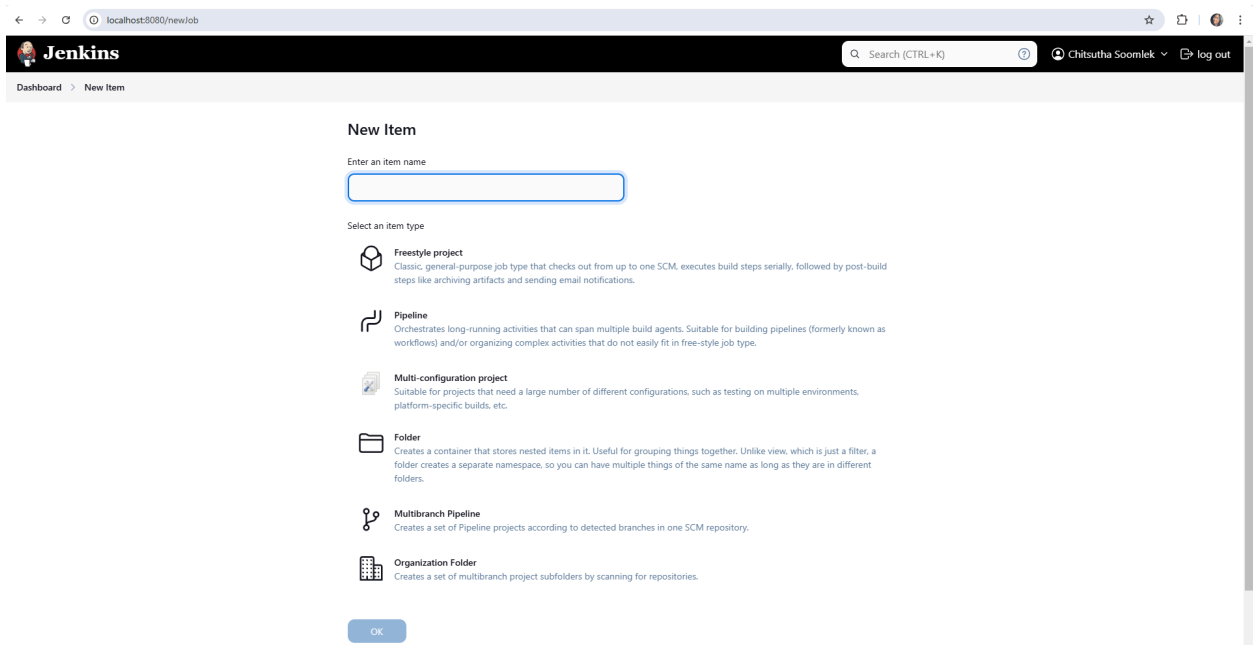 localhost:8080/newJob
Jenkins
Search (CTRL+K)
Chitsutha Soomlek
log out
Dashboard > New Item
New Item
Enter an item name
Select an item type
Freestyle project
Classic, general-purpose job type that checks out from up to one SCM, executes build steps serially, followed by post-build
steps like archiving artifacts and sending email notifications.
Pipeline
Orchestrates long-running activities that can span multiple build agents. Suitable for building pipelines (formerly known as
workflows) and/or organizing complex activities that do not easily fit in free-style job type.
Multi-configuration project
Suitable for projects that need a large number of different configurations, such as testing on multiple environments,
platform-specific builds, etc.
Folder
Creates a container that stores nested items in it. Useful for grouping things together. Unlike view, which is just a filter, a
folder creates a separate namespace, so you can have multiple things of the same name as long as they are in different
folders.
Multibranch Pipeline
Creates a set of Pipeline projects according to detected branches in one SCM repository.
Organization Folder
Creates a set of multibranch project subfolders by scanning for repositories.
OK